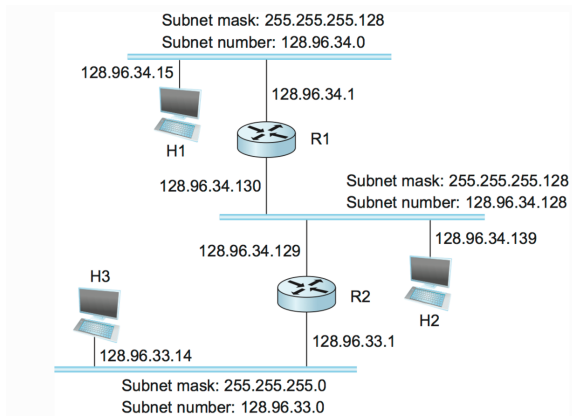 Subnet mask: 255.255.255.128
Subnet number: 128.96.34.0
128.96.34.15
128.96.34.1
H1
R1
128.96.34.130
Subnet mask: 255.255.255.128
Subnet number: 128.96.34.128
128.96.34.129
128.96.34.139
H3
R2
H2
128.96.33.14
128.96.33.1
Subnet mask: 255.255.255.0
Subnet number: 128.96.33.0